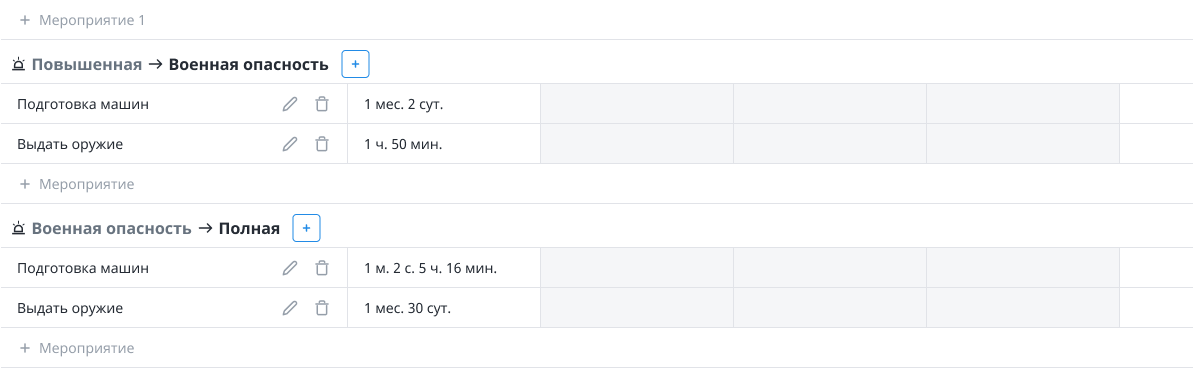 + Мероприятие 1
Повышенная → Военная опасность +
Подготовка машин 1 мес. 2 сут.
Выдать оружие 1 ч. 50 мин.
+ Мероприятие
Военная опасность → Полная +
Подготовка машин 1 м. 2 с. 5 ч. 16 мин.
Выдать оружие 1 мес. 30 сут.
+ Мероприятие